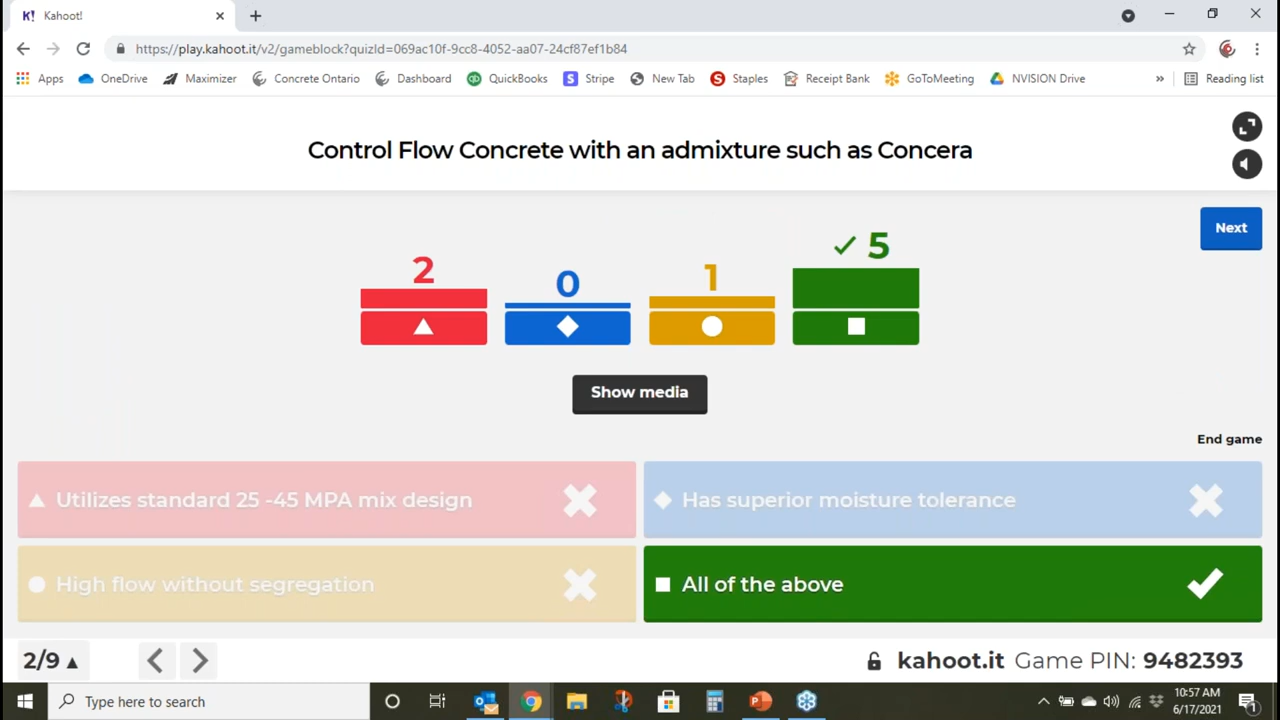 K! Kahoot!
https://play.kahoot.it/v2/gameblock?quizId=069ac10f-9cc8-4052-aa07-24cf87ef1b84
Apps OneDrive Maximizer Concrete Ontario Dashboard QuickBooks Stripe New Tab Staples Receipt Bank GoToMeeting NVISION Drive » Reading list
Control Flow Concrete with an admixture such as Concera
Next
2 0 1 5
Show media
End game
Utilizes standard 25 -45 MPA mix design
Has superior moisture tolerance
High flow without segregation
All of the above
2/9
kahoot.it Game PIN: 9482393
Type here to search
10:57 AM
6/17/2021
1